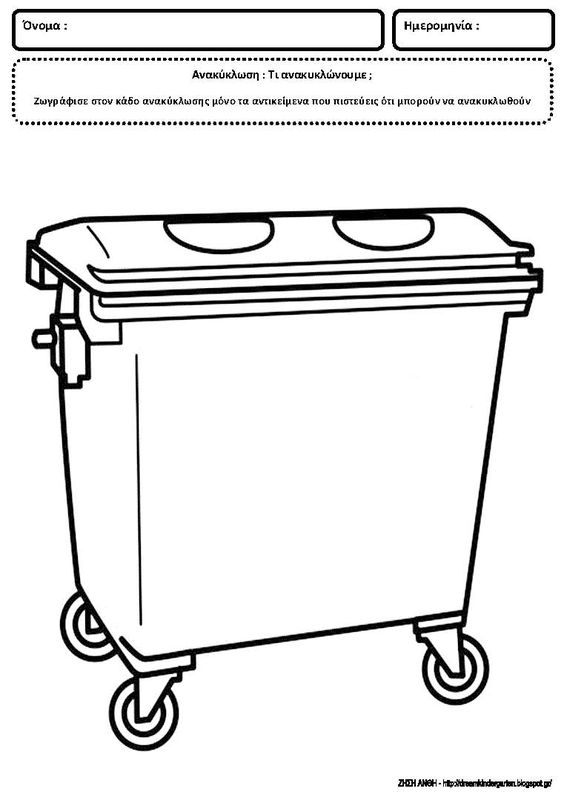 Όνομα :
Ημερομηνία :
Ανακύκλωση : Τι ανακυκλώνουμε ;
Ζωγράφισε στον κάδο ανακύκλωσης μόνο τα αντικείμενα που πιστεύεις ότι μπορούν να ανακυκλωθούν
ΖΗΣΗ ΑΝΘΗ - http://dreamkindergarten.blogspot.gr/